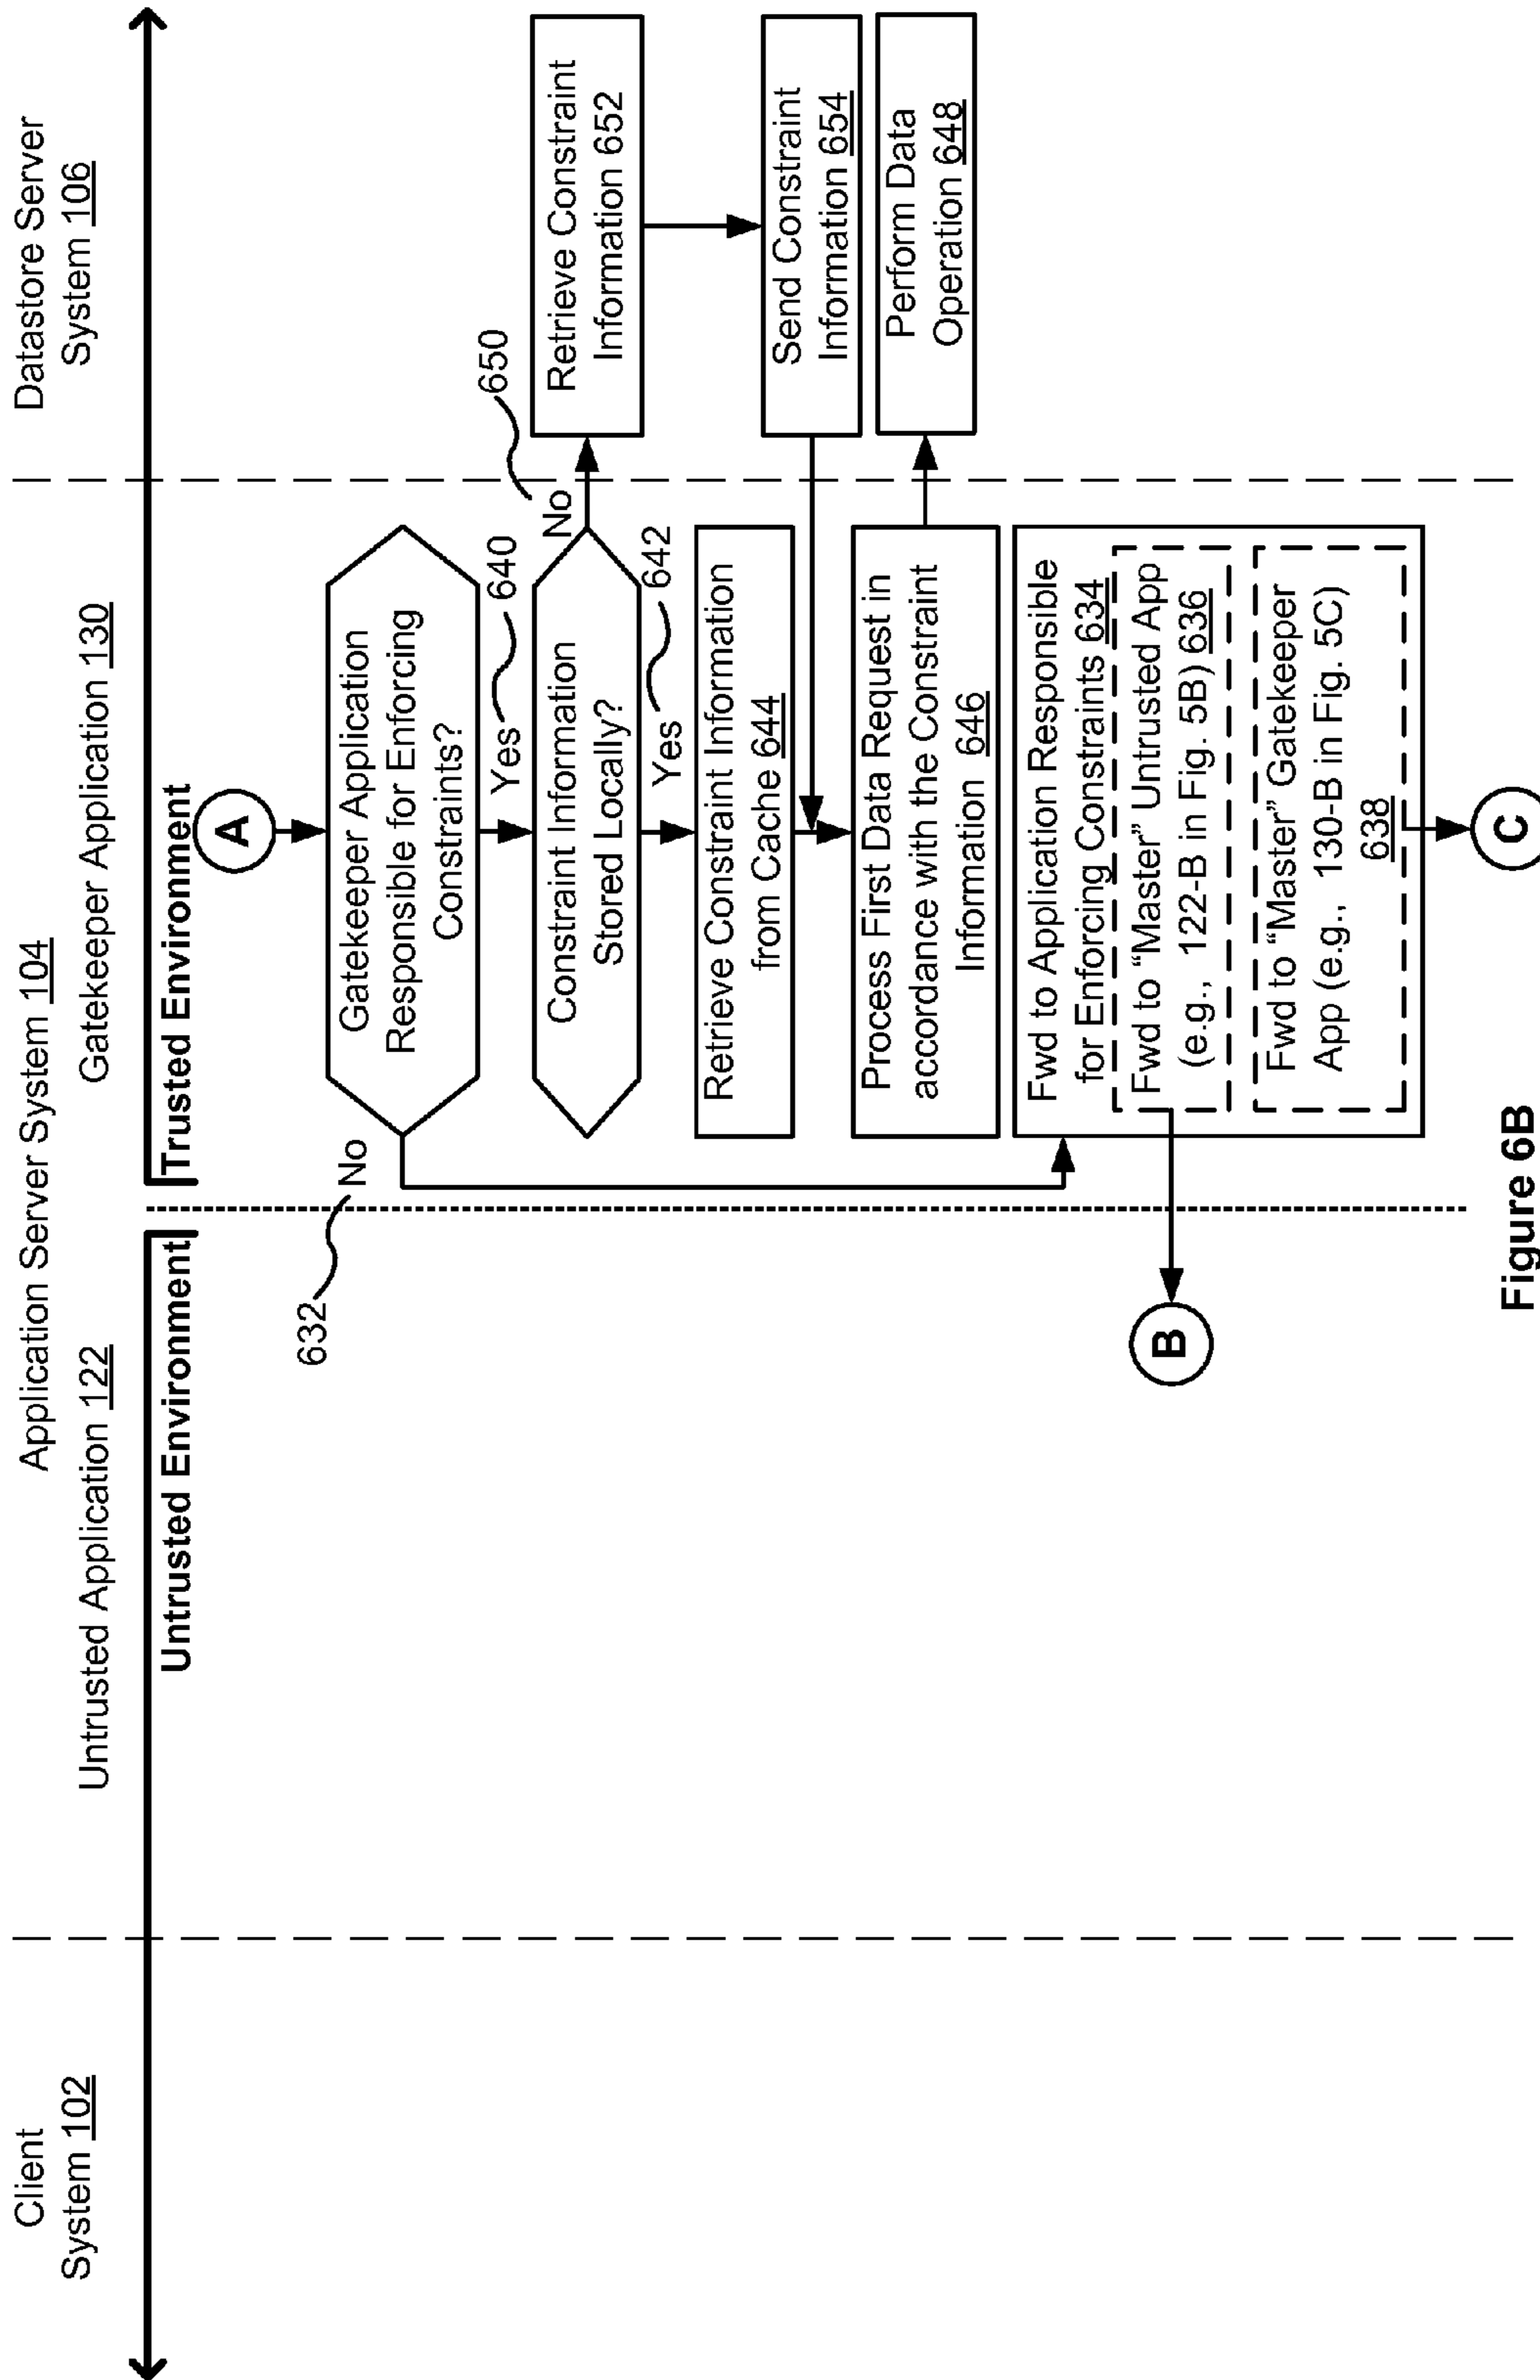 Application Server System 104
Client
System 102
Untrusted Application 122
Gatekeeper Application 130
Datastore Server
System 106
Untrusted Environment
Trusted Environment
A
632
No
Gatekeeper Application
Responsible for Enforcing
Constraints?
Yes
640
Constraint Information
Stored Locally?
No
650
Yes
642
Retrieve Constraint
Information 652
Retrieve Constraint Information
from Cache 644
Send Constraint
Information 654
Process First Data Request in
accordance with the Constraint
Information 646
Perform Data
Operation 648
Fwd to Application Responsible
for Enforcing Constraints 634
Fwd to “Master” Untrusted App
(e.g., 122-B in Fig. 5B) 636
B
Fwd to “Master” Gatekeeper
App (e.g., 130-B in Fig. 5C)
638
C
Figure 6B